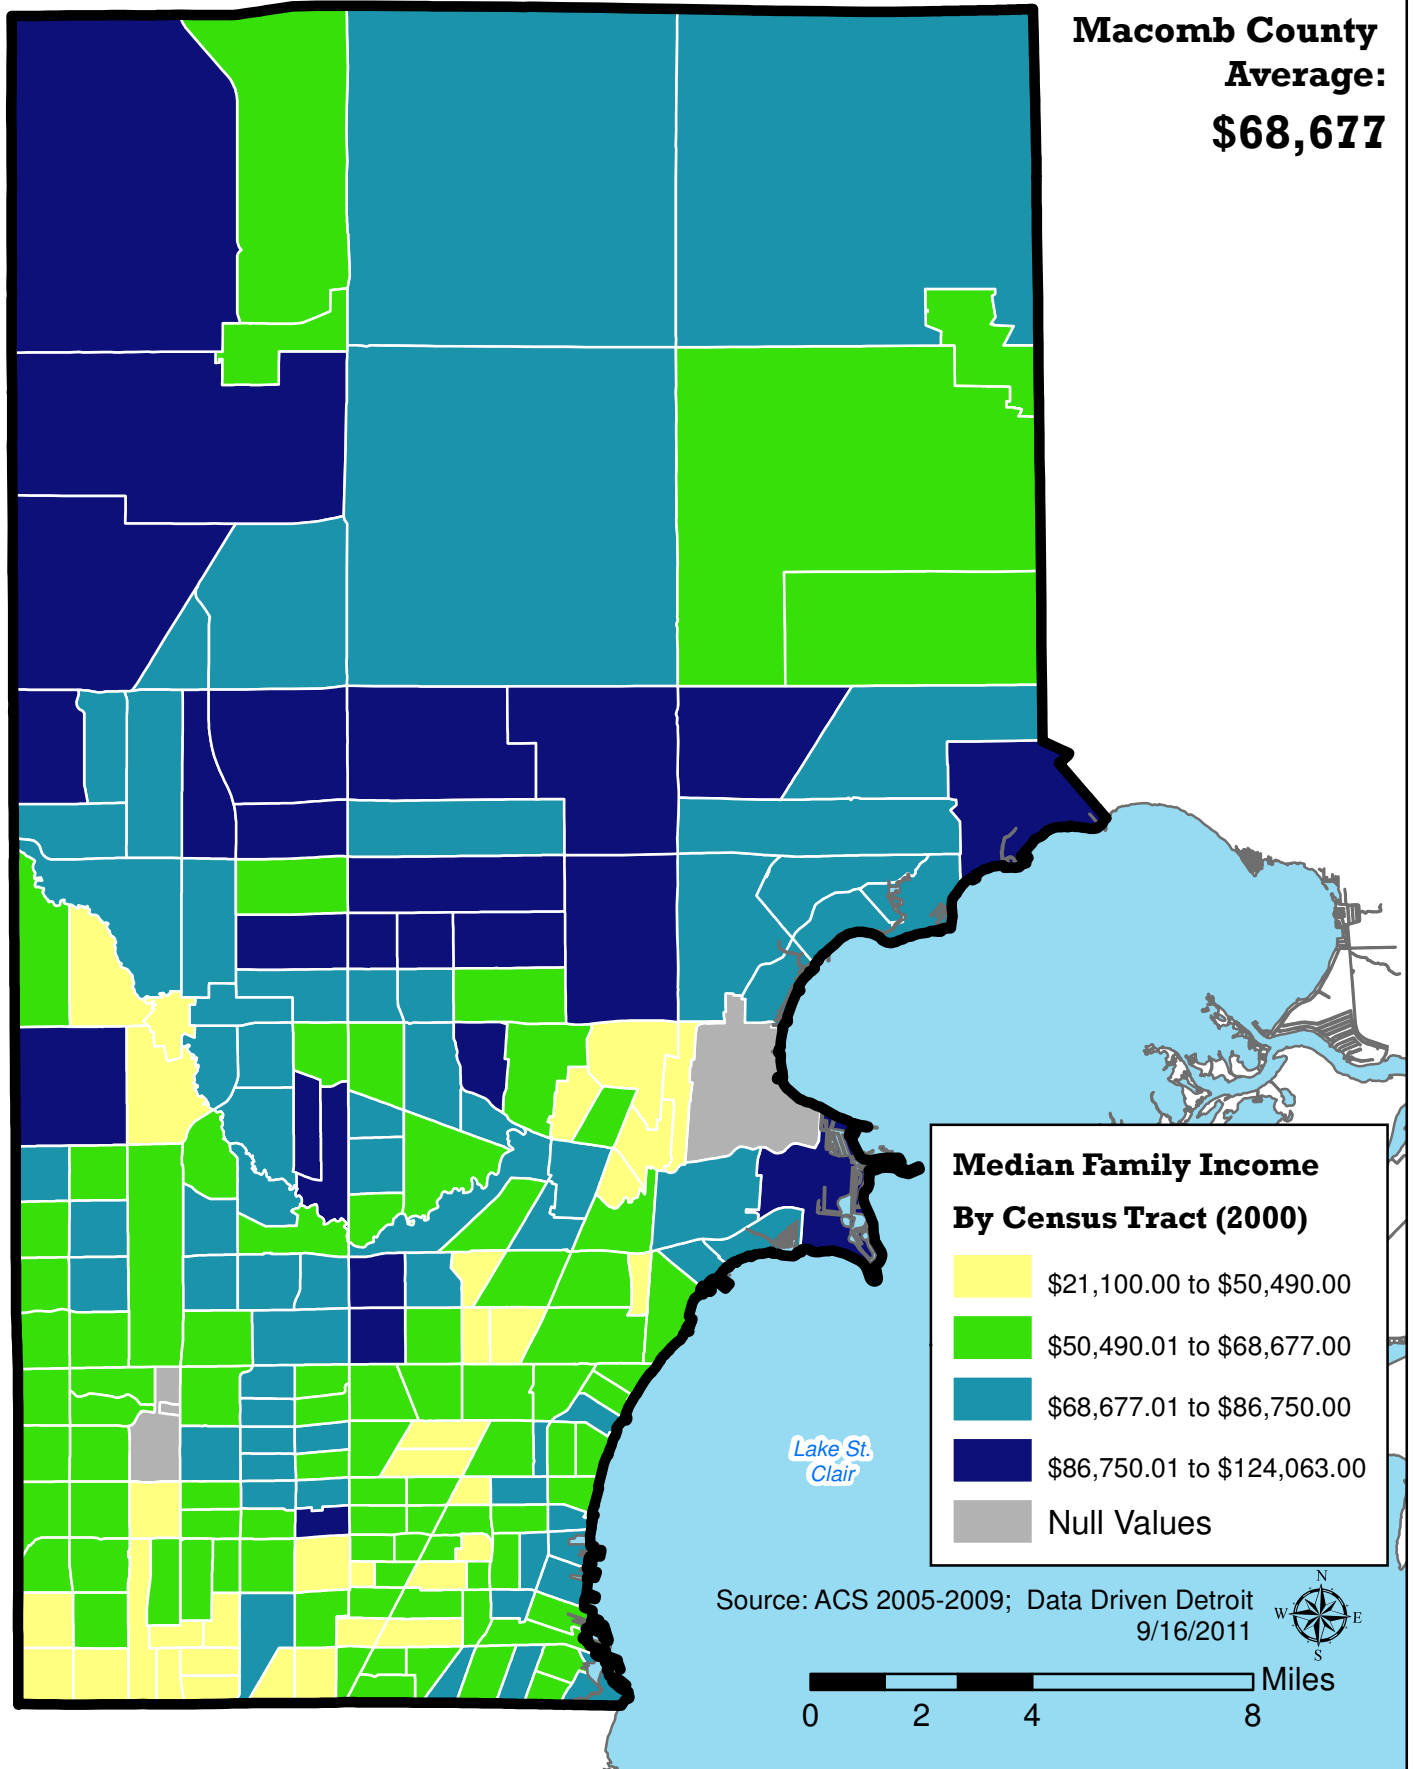 Macomb County
Average:
$68,677
Median Family Income
By Census Tract (2000)
$21,100.00 to $50,490.00
$50,490.01 to $68,677.00
$68,677.01 to $86,750.00
$86,750.01 to $124,063.00
Null Values
Lake St.
Clair
Source: ACS 2005-2009; Data Driven Detroit
9/16/2011
N
W E
S
Miles
0 2 4 8